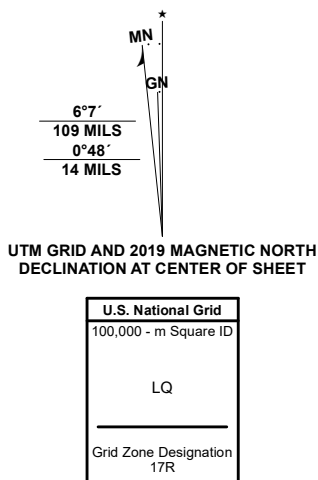 ★
MN
GN
6°7´
109 MILS
0°48´
14 MILS
UTM GRID AND 2019 MAGNETIC NORTH
DECLINATION AT CENTER OF SHEET
U.S. National Grid
100,000 - m Square ID
LQ
Grid Zone Designation
17R